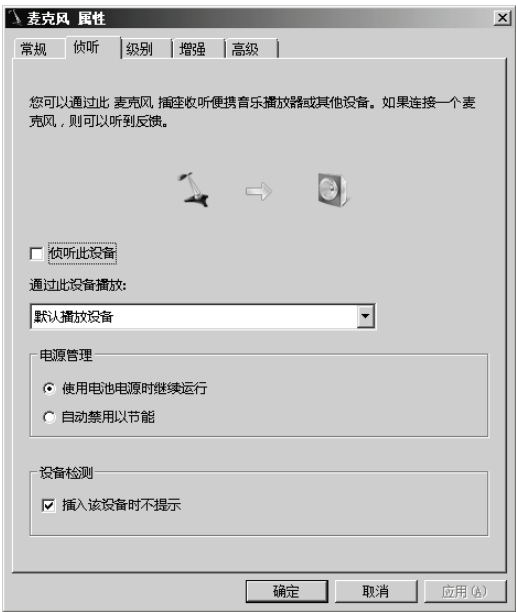 麦克风 属性
常规 侦听 级别 增强 高级
您可以通过此 麦克风 插座收听便携音乐播放器或其他设备。如果连接一个麦
克风，则可以听到反馈。
侦听此设备
通过此设备播放:
默认播放设备
电源管理
使用电池电源时继续运行
自动禁用以节能
设备检测
插入该设备时不提示
确定 取消 应用(A)